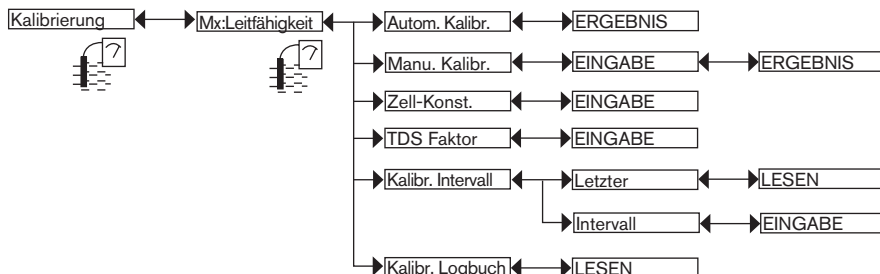 Kalibrierung Mx:Leitfähigkeit Autom. Kalibr. ERGEBNIS
Manu. Kalibr. EINGABE ERGEBNIS
Zell-Konst. EINGABE
TDS Faktor EINGABE
Kalibr. Intervall Letzter LESEN
Intervall EINGABE
Kalibr. Logbuch LESEN